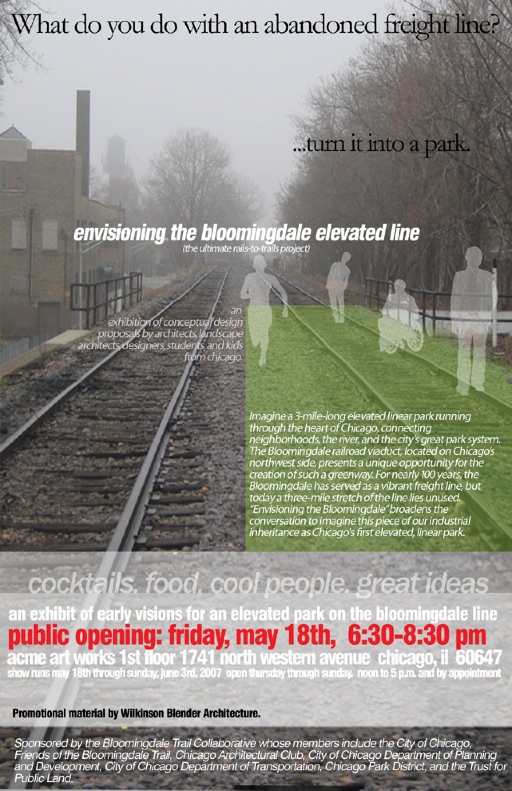 What do you do with an abandoned freight line?
...turn it into a park.
envisioning the bloomingdale elevated line
(the ultimate rails-to-trails project)
an
exhibition of conceptual design
proposals by architects, landscape
architects, designers, students, and kids
from chicago.
Imagine a 3-mile-long elevated linear park running
through the heart of Chicago, connecting
neighborhoods, the river, and the city's great park system.
The Bloomingdale railroad viaduct, located on Chicago's
northwest side, presents a unique opportunity for the
creation of such a greenway. For nearly 100 years, the
Bloomingdale has served as a vibrant freight line, but
today a three-mile stretch of the line lies unused.
"Envisioning the Bloomingdale" broadens the
conversation to imagine this piece of our industrial
inheritance as Chicago's first elevated, linear park.
cocktails. food. cool people. great ideas
an exhibit of early visions for an elevated park on the bloomingdale line
public opening: friday, may 18th, 6:30-8:30 pm
acme art works 1st floor 1741 north western avenue chicago, il 60647
show runs may 18th through sunday, june 3rd, 2007 open thursday through sunday. noon to 5 p.m. and by appointment
Promotional material by Wilkinson Blender Architecture.
Sponsored by the Bloomingdale Trail Collaborative whose members include the City of Chicago,
Friends of the Bloomingdale Trail, Chicago Architectural Club, City of Chicago Department of Planning
and Development, City of Chicago Department of Transportation, Chicago Park District, and the Trust for
Public Land.